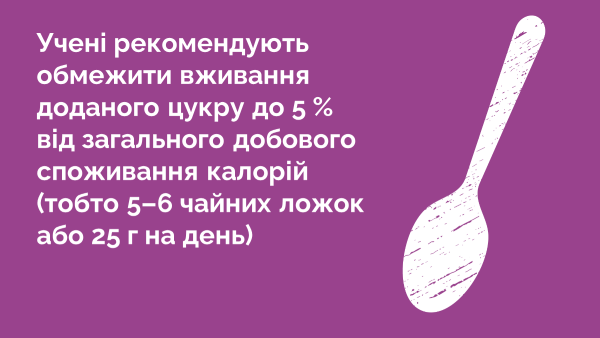 Учені рекомендують
обмежити вживання
доданого цукру до 5 %
від загального добового
споживання калорій
(тобто 5–6 чайних ложок
або 25 г на день)